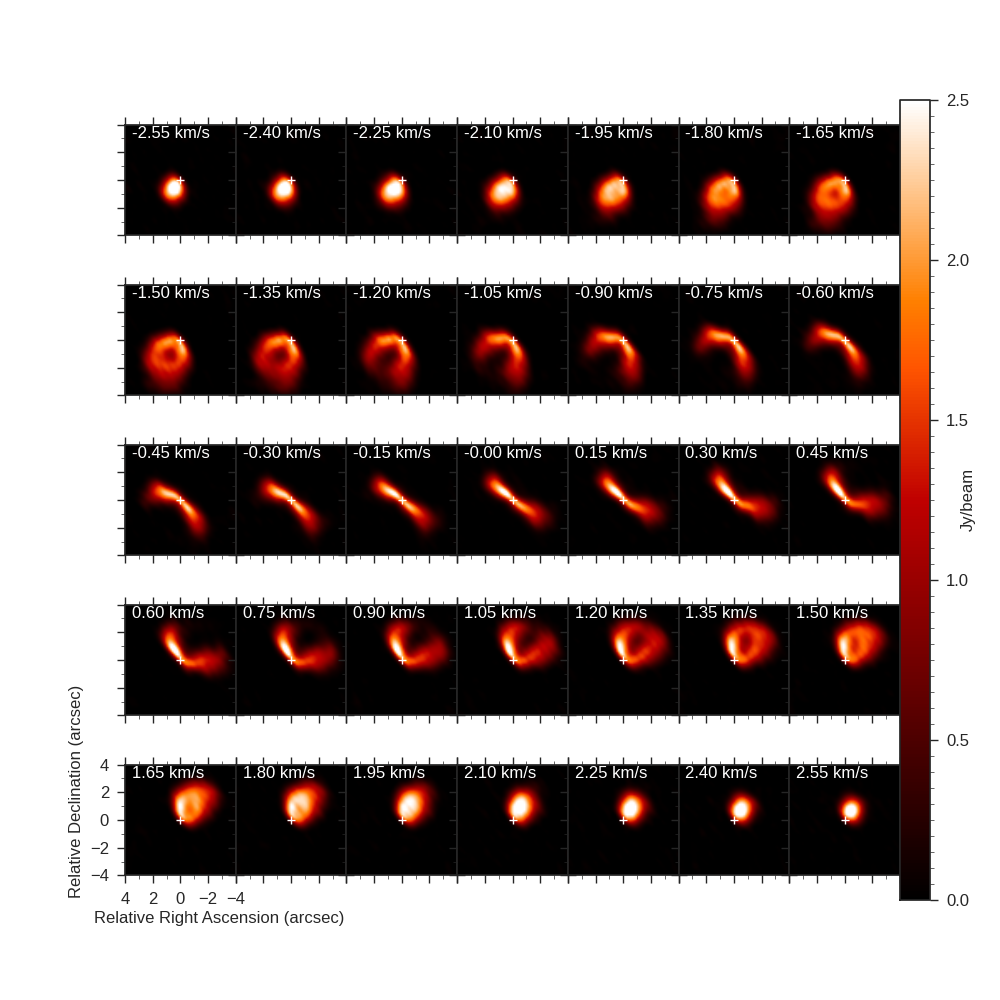 -2.55 km/s -2.40 km/s -2.25 km/s -2.10 km/s -1.95 km/s -1.80 km/s -1.65 km/s
-1.50 km/s -1.35 km/s -1.20 km/s -1.05 km/s -0.90 km/s -0.75 km/s -0.60 km/s
-0.45 km/s -0.30 km/s -0.15 km/s -0.00 km/s 0.15 km/s 0.30 km/s 0.45 km/s
0.60 km/s 0.75 km/s 0.90 km/s 1.05 km/s 1.20 km/s 1.35 km/s 1.50 km/s
1.65 km/s 1.80 km/s 1.95 km/s 2.10 km/s 2.25 km/s 2.40 km/s 2.55 km/s
4
2
0
−2
−4
Relative Declination (arcsec)
4 2 0 −2 −4
Relative Right Ascension (arcsec)
2.5
2.0
1.5
1.0
0.5
0.0
Jy/beam